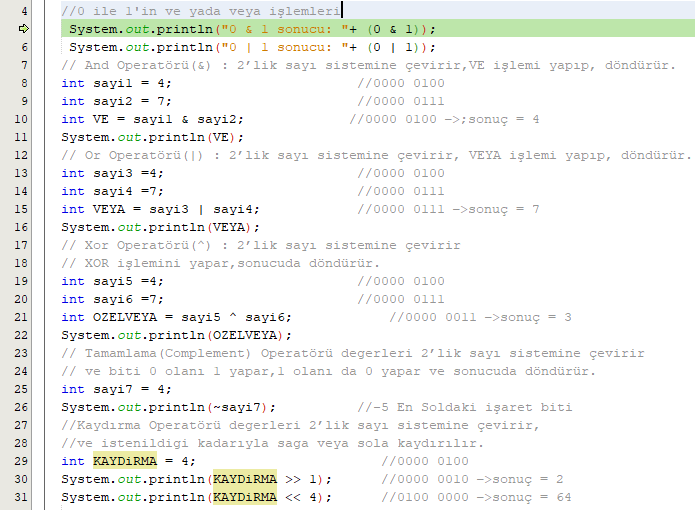 4 //0 ile 1'in ve yada veya işlemleri
5 System.out.println("0 & 1 sonucu: "+ (0 & 1));
6 System.out.println("0 | 1 sonucu: "+ (0 | 1));
7 // And Operatörü(&) : 2’lik sayı sistemine çevirir,VE işlemi yapıp, döndürür.
8 int sayi1 = 4; //0000 0100
9 int sayi2 = 7; //0000 0111
10 int VE = sayi1 & sayi2; //0000 0100 –>;sonuç = 4
11 System.out.println(VE);
12 // Or Operatörü(|) : 2’lik sayı sistemine çevirir, VEYA işlemi yapıp, döndürür.
13 int sayi3 =4; //0000 0100
14 int sayi4 =7; //0000 0111
15 int VEYA = sayi3 | sayi4; //0000 0111 –>sonuç = 7
16 System.out.println(VEYA);
17 // Xor Operatörü(^) : 2’lik sayı sistemine çevirir
18 // XOR işlemini yapar,sonucuda döndürür.
19 int sayi5 =4; //0000 0100
20 int sayi6 =7; //0000 0111
21 int OZELVEYA = sayi5 ^ sayi6; //0000 0011 –>sonuç = 3
22 System.out.println(OZELVEYA);
23 // Tamamlama(Complement) Operatörü degerleri 2’lik sayı sistemine çevirir
24 // ve biti 0 olanı 1 yapar,1 olanı da 0 yapar ve sonucuda döndürür.
25 int sayi7 = 4;
26 System.out.println(~sayi7); //–5 En Soldaki işaret biti
27 //Kaydırma Operatörü degerleri 2’lik sayı sistemine çevirir,
28 //ve istenildigi kadarıyla saga veya sola kaydırılır.
29 int KAYDiRMA = 4; //0000 0100
30 System.out.println(KAYDiRMA >> 1); //0000 0010 –>sonuç = 2
31 System.out.println(KAYDiRMA << 4); //0100 0000 –>sonuç = 64